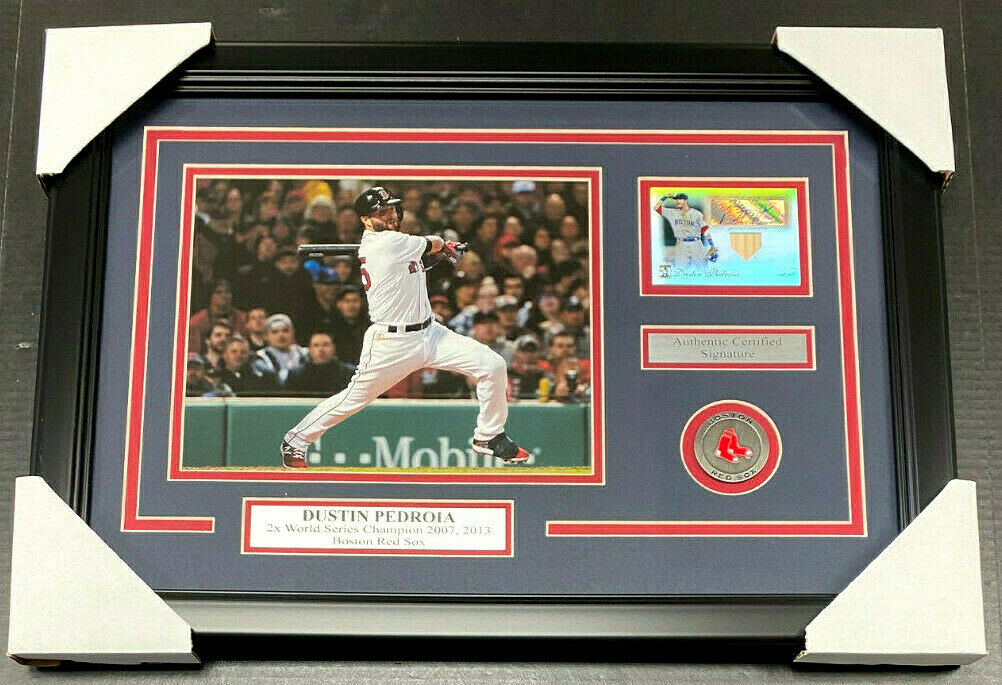 BOSTON
Dustin Pedroia
Authentic Certified
Signature
BOSTON
RED SOX
5
Mobile
DUSTIN PEDROIA
2x World Series Champion 2007, 2013
Boston Red Sox